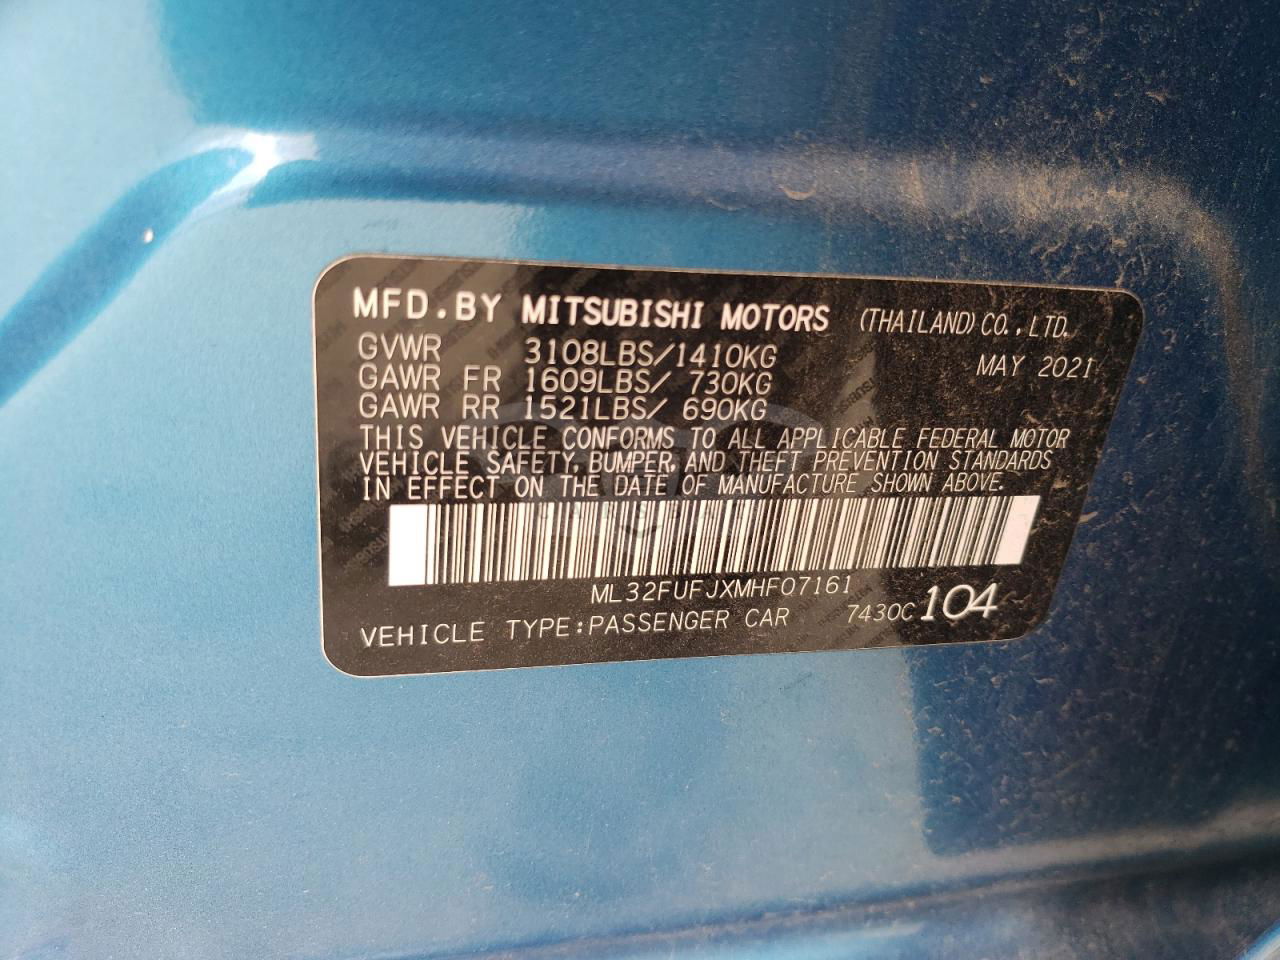 MFD.BY MITSUBISHI MOTORS (THAILAND) CO.,LTD.
GVWR 3108LBS/1410KG MAY 2021
GAWR FR 1609LBS/ 730KG
GAWR RR 1521LBS/ 690KG
THIS VEHICLE CONFORMS TO ALL APPLICABLE FEDERAL MOTOR
VEHICLE SAFETY, BUMPER, AND THEFT PREVENTION STANDARDS
IN EFFECT ON THE DATE OF MANUFACTURE SHOWN ABOVE.
ML32FUFJXMHF07161
VEHICLE TYPE:PASSENGER CAR 7430C 104